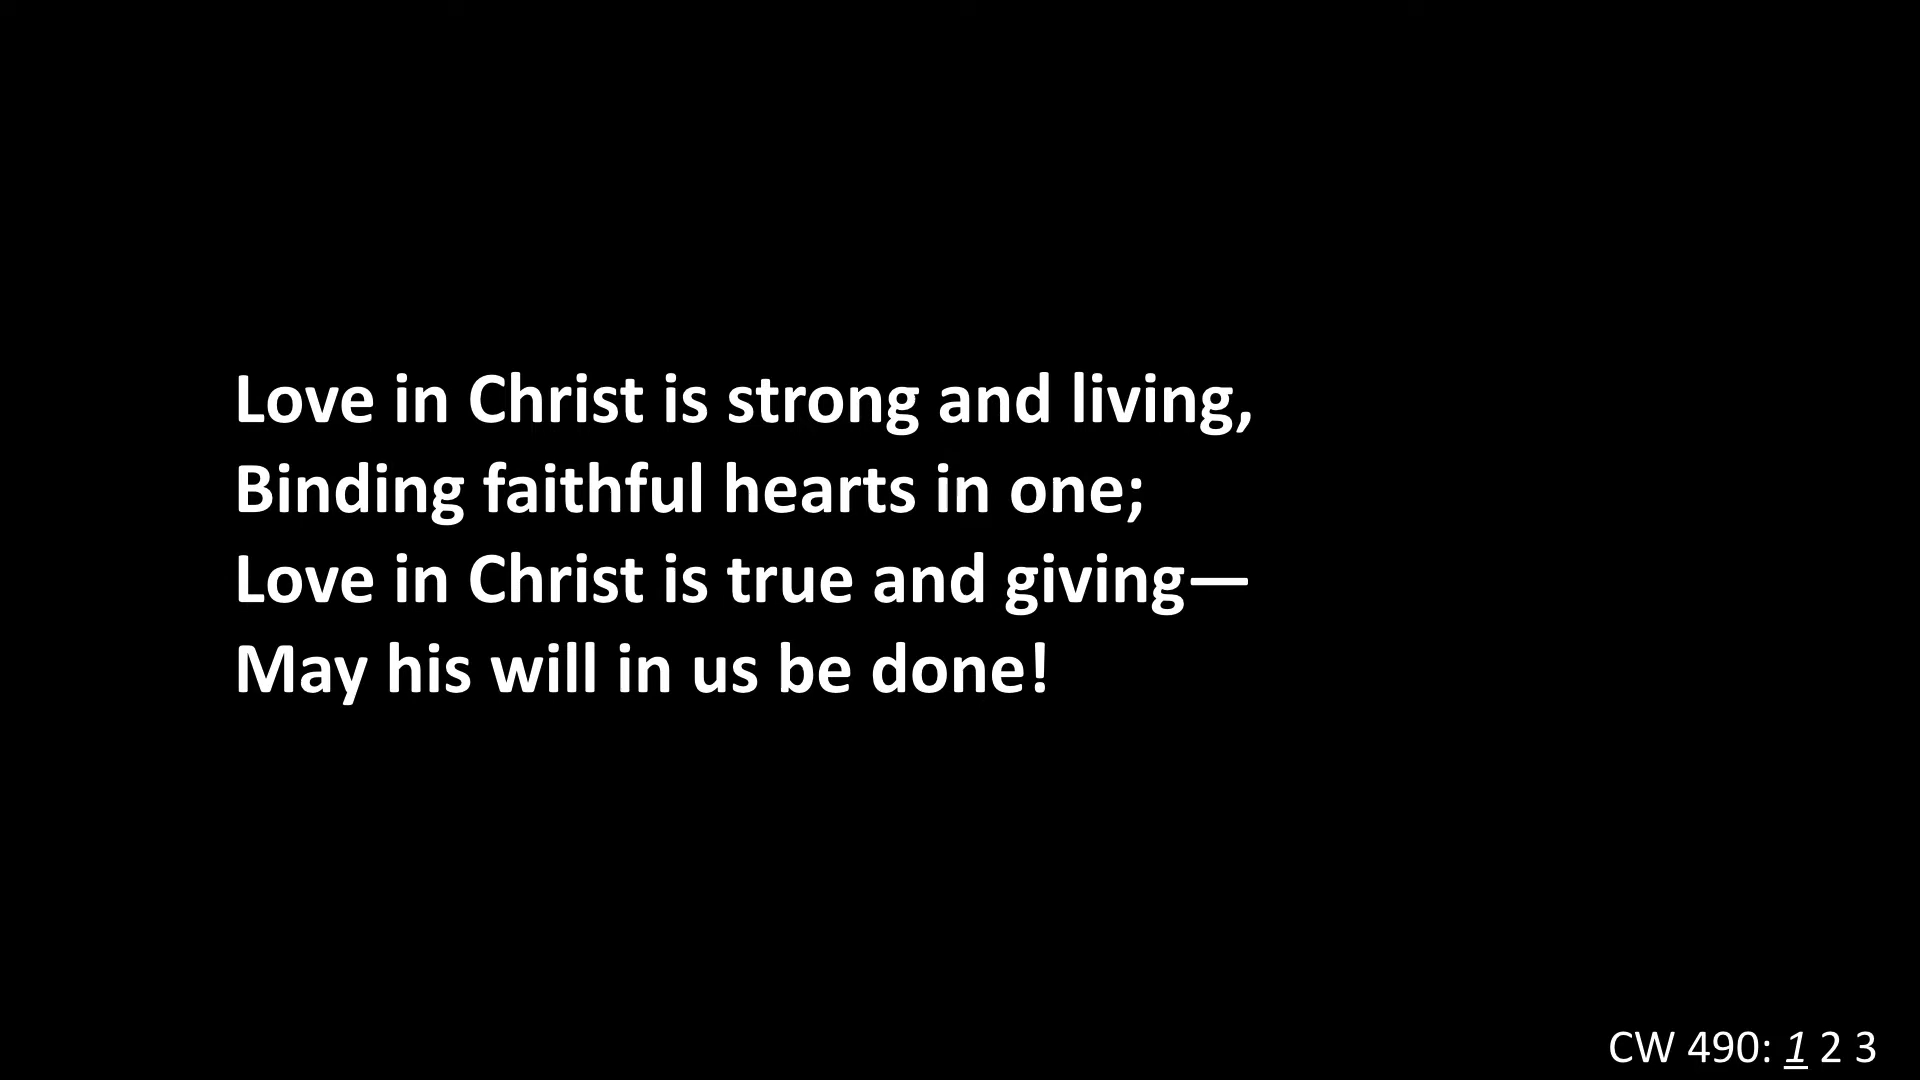 Love in Christ is strong and living,
Binding faithful hearts in one;
Love in Christ is true and giving—
May his will in us be done!
CW 490: 1 2 3